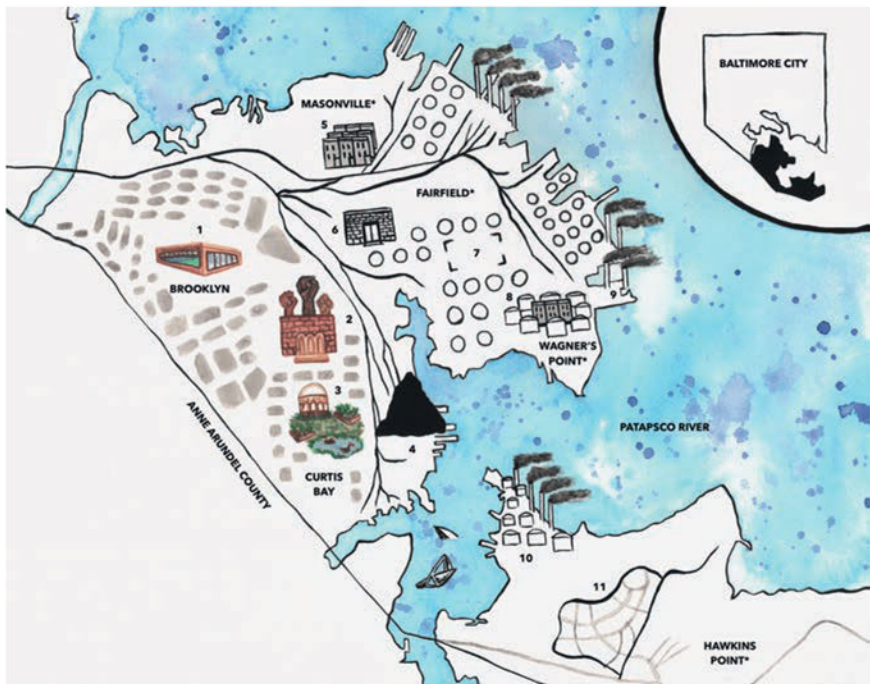 BALTIMORE CITY
MASONVILLE*
5
FAIRFIELD*
6
7
1
BROOKLYN
8
9
2
WAGNER'S
POINT*
3
ANNE ARUNDEL COUNTY
PATAPSCO RIVER
4
CURTIS
BAY
10
11
HAWKINS
POINT*